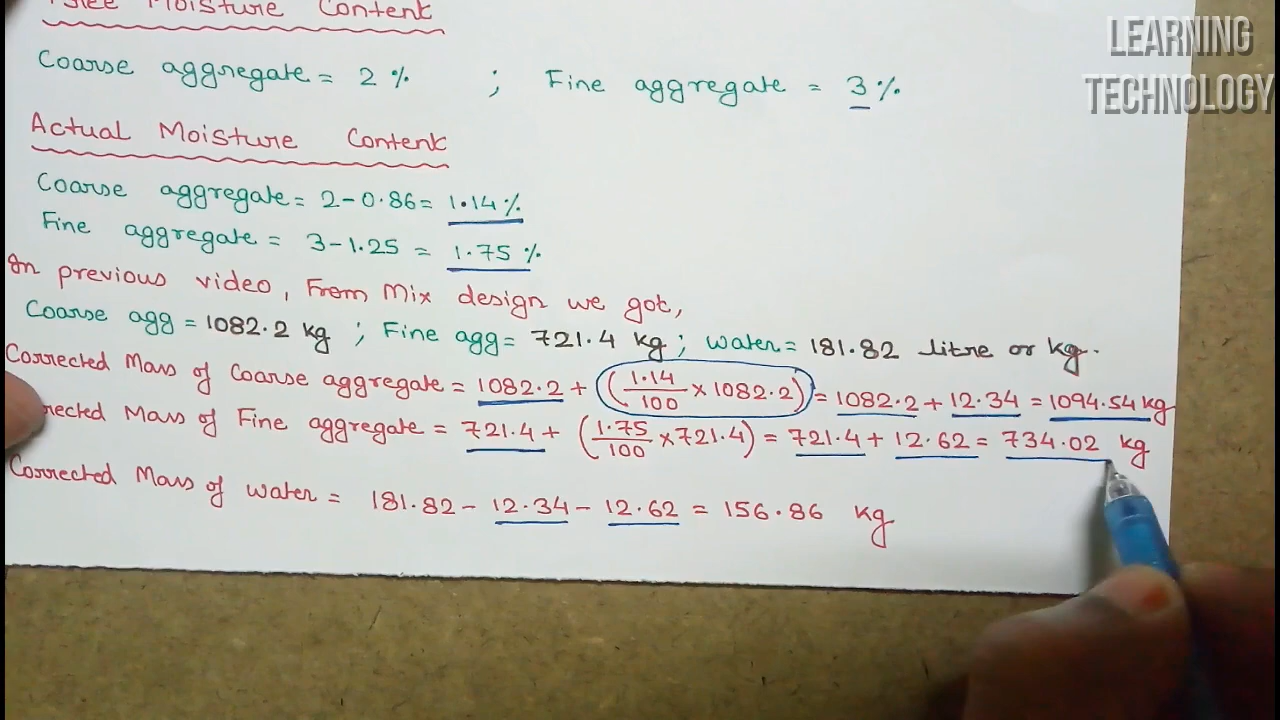 Moisture Content
Coarse aggregate = 2 % ; Fine aggregate = 3 %
Actual Moisture Content
Coarse aggregate = 2 - 0.86 = 1.14 %
Fine aggregate = 3 - 1.25 = 1.75 %
In previous video, From Mix design we got,
Coarse agg = 1082.2 kg ; Fine agg = 721.4 kg ; water = 181.82 litre or kg.
Corrected Mass of Coarse aggregate = 1082.2 + (1.14/100 × 1082.2) = 1082.2 + 12.34 = 1094.54 kg
Mass of Fine aggregate = 721.4 + (1.75/100 × 721.4) = 721.4 + 12.62 = 734.02 kg
Corrected Mass of water = 181.82 - 12.34 - 12.62 = 156.86 kg
LEARNING
TECHNOLOGY